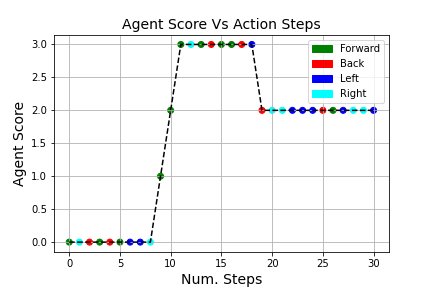 Agent Score Vs Action Steps
3.0
2.5
2.0
1.5
1.0
0.5
0.0
Agent Score
Forward
Back
Left
Right
0 5 10 15 20 25 30
Num. Steps